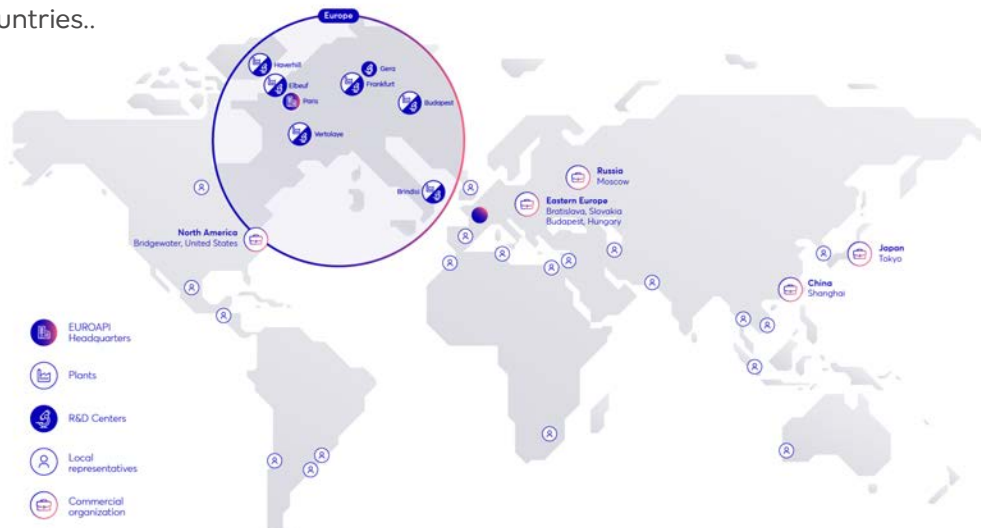 untries..
Europe
Haverhill
Elbeuf
Paris
Vertolaye
Gera
Frankfurt
Budapest
Brindisi
Russia
Moscow
Eastern Europe
Bratislava, Slovakia
Budapest, Hungary
North America
Bridgewater, United States
Japan
Tokyo
China
Shanghai
EUROAPI
Headquarters
Plants
R&D Centers
Local
representatives
Commercial
organization